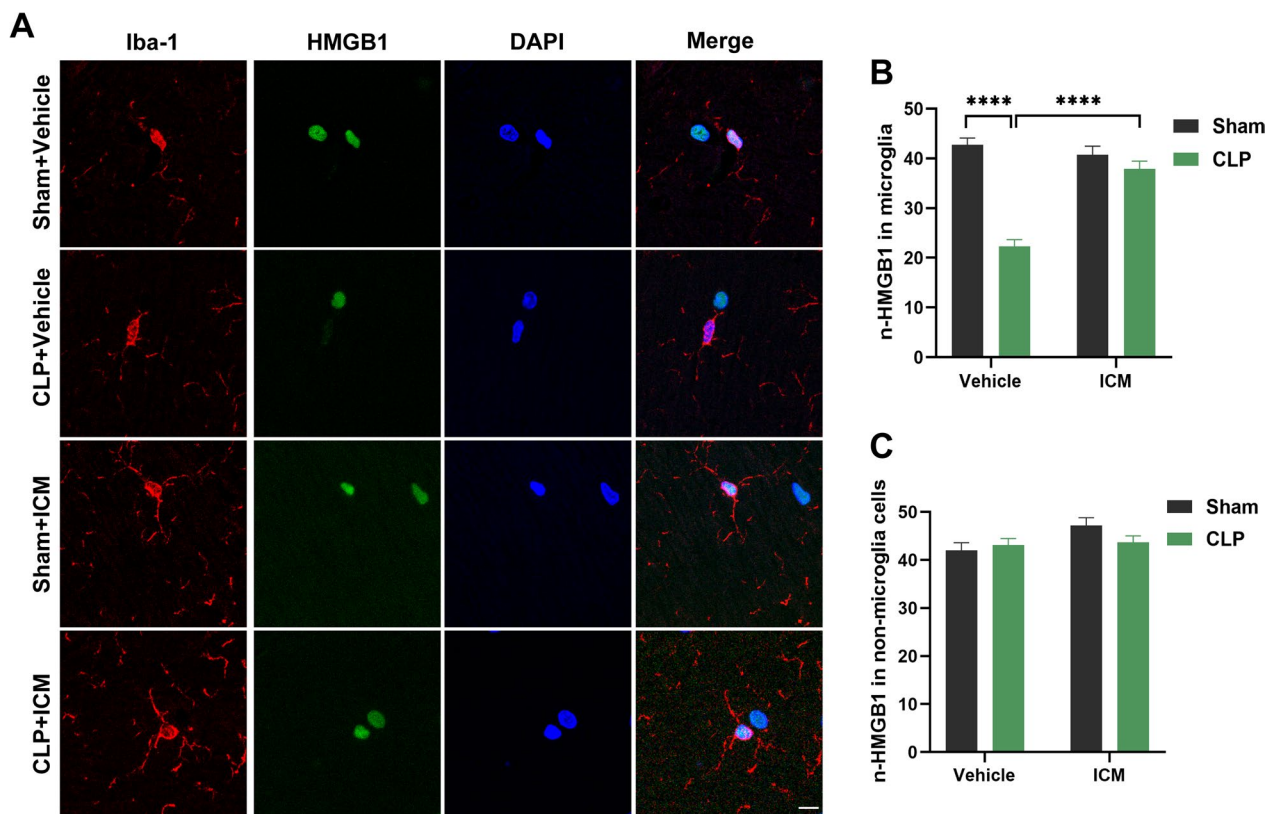 A
Iba-1 HMGB1 DAPI Merge
Sham+Vehicle
CLP+Vehicle
Sham+ICM
CLP+ICM
B
n-HMGB1 in microglia
50
40
30
20
10
0
**** ****
Vehicle ICM
Sham
CLP
C
n-HMGB1 in non-microglia cells
50
40
30
20
10
0
Vehicle ICM
Sham
CLP